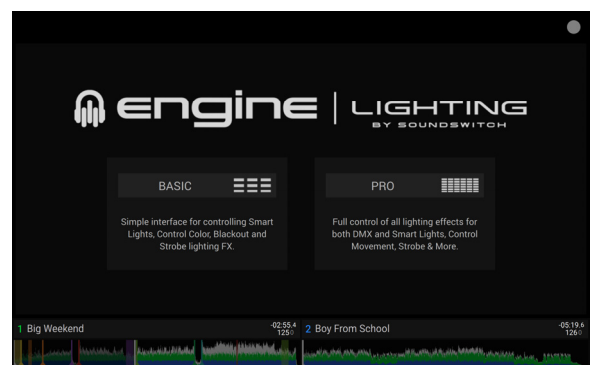 engine | LIGHTING
BY SOUNDSWITCH
BASIC
Simple interface for controlling Smart
Lights, Control Color, Blackout and
Strobe lighting FX.
PRO
Full control of all lighting effects for
both DMX and Smart Lights, Control
Movement, Strobe & More.
1 Big Weekend
-02:55.4
125.0
2 Boy From School
-05:19.6
126.0